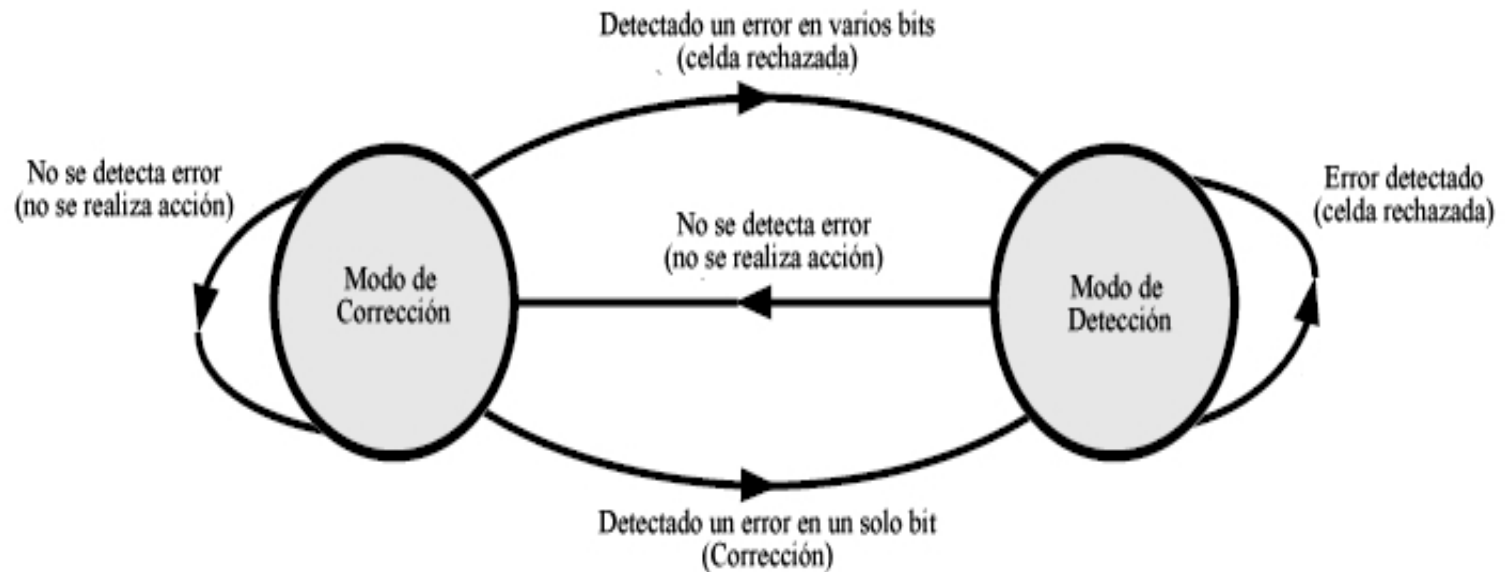 Detectado un error en varios bits
(celda rechazada)
No se detecta error
(no se realiza acción)
Error detectado
(celda rechazada)
No se detecta error
(no se realiza acción)
Modo de
Corrección
Modo de
Detección
Detectado un error en un solo bit
(Corrección)